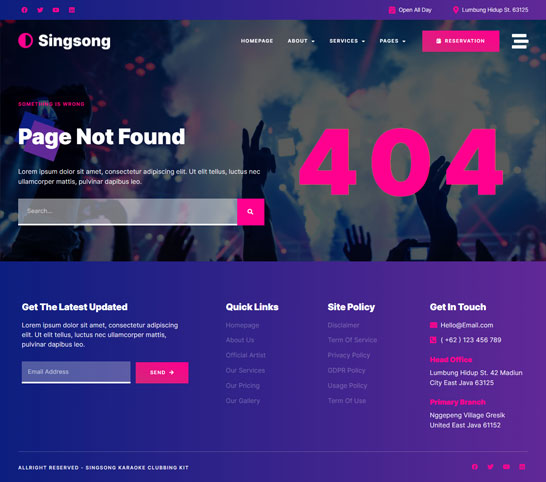 Open All Day
Lumbung Hidup St. 63125
Singsong
HOMEPAGE
ABOUT
SERVICES
PAGES
RESERVATION
SOMETHING IS WRONG
Page Not Found
Lorem ipsum dolor sit amet, consectetur adipiscing elit. Ut elit tellus, luctus nec
ullamcorper mattis, pulvinar dapibus leo.
Search...
404
Get The Latest Updated
Lorem ipsum dolor sit amet, consectetur adipiscing
elit. Ut elit tellus, luctus nec ullamcorper mattis,
pulvinar dapibus leo.
Email Address
SEND
Quick Links
Homepage
About Us
Official Artist
Our Services
Our Pricing
Our Gallery
Site Policy
Disclaimer
Term Of Service
Privacy Policy
GDPR Policy
Usage Policy
Term Of Use
Get In Touch
Hello@Email.com
( +62 ) 123 456 789
Head Office
Lumbung Hidup St. 42 Madiun
City East Java 63125
Primary Branch
Nggepeng Village Gresik
United East Java 61152
ALLRIGHT RESERVED - SINGSONG KARAOKE CLUBBING KIT